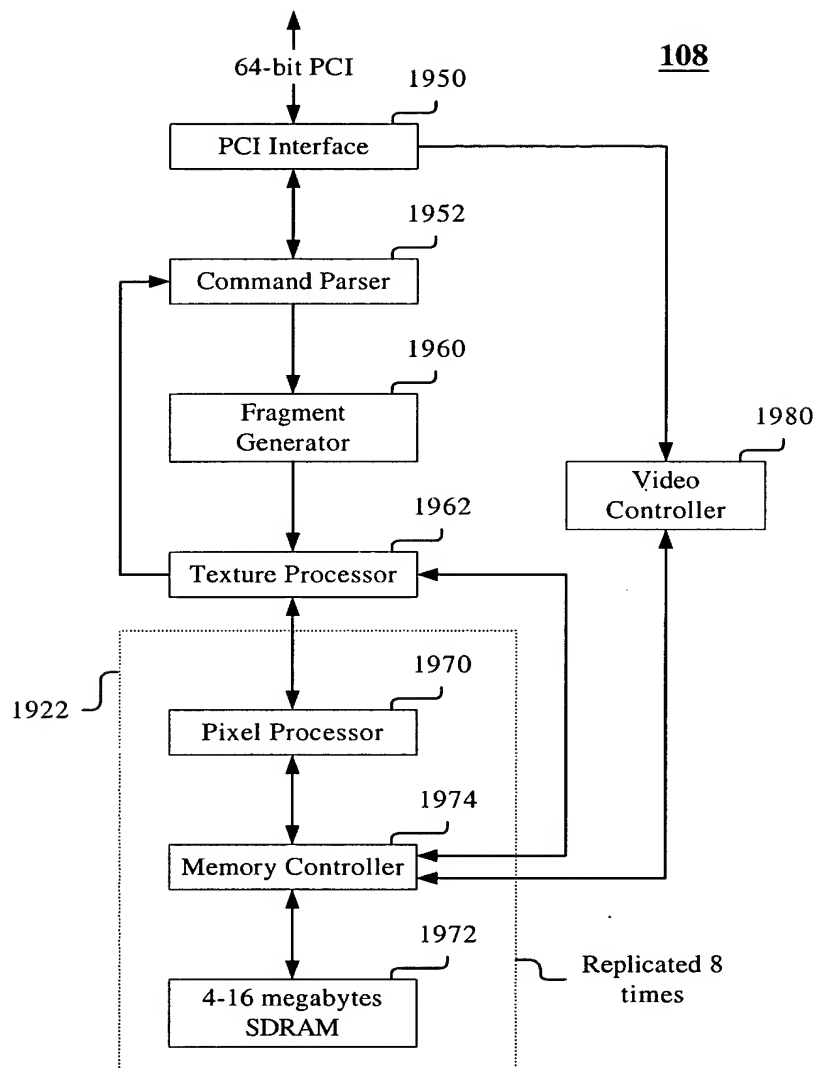 64-bit PCI
108
1950
PCI Interface
1952
Command Parser
1960
Fragment
Generator
1980
Video
Controller
1962
Texture Processor
1922
1970
Pixel Processor
1974
Memory Controller
1972
4-16 megabytes
SDRAM
Replicated 8
times